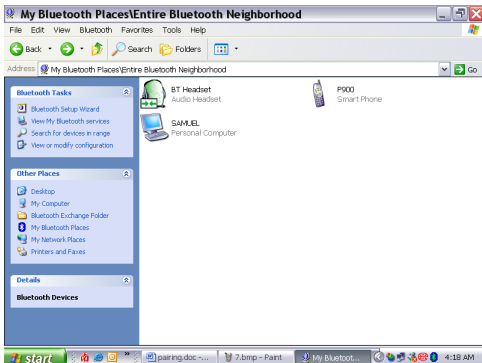 My Bluetooth Places\Entire Bluetooth Neighborhood
File Edit View Bluetooth Favorites Tools Help
Back Search Folders
Address My Bluetooth Places\Entire Bluetooth Neighborhood Go
Bluetooth Tasks
Bluetooth Setup Wizard
View My Bluetooth services
Search for devices in range
View or modify configuration
Other Places
Desktop
My Computer
Bluetooth Exchange Folder
My Bluetooth Places
My Network Places
Printers and Faxes
Details
Bluetooth Devices
BT Headset
Audio Headset
P900
Smart Phone
SAMUEL
Personal Computer
start pairing.doc -... 7.bmp - Paint My Bluetoot... 4:18 AM